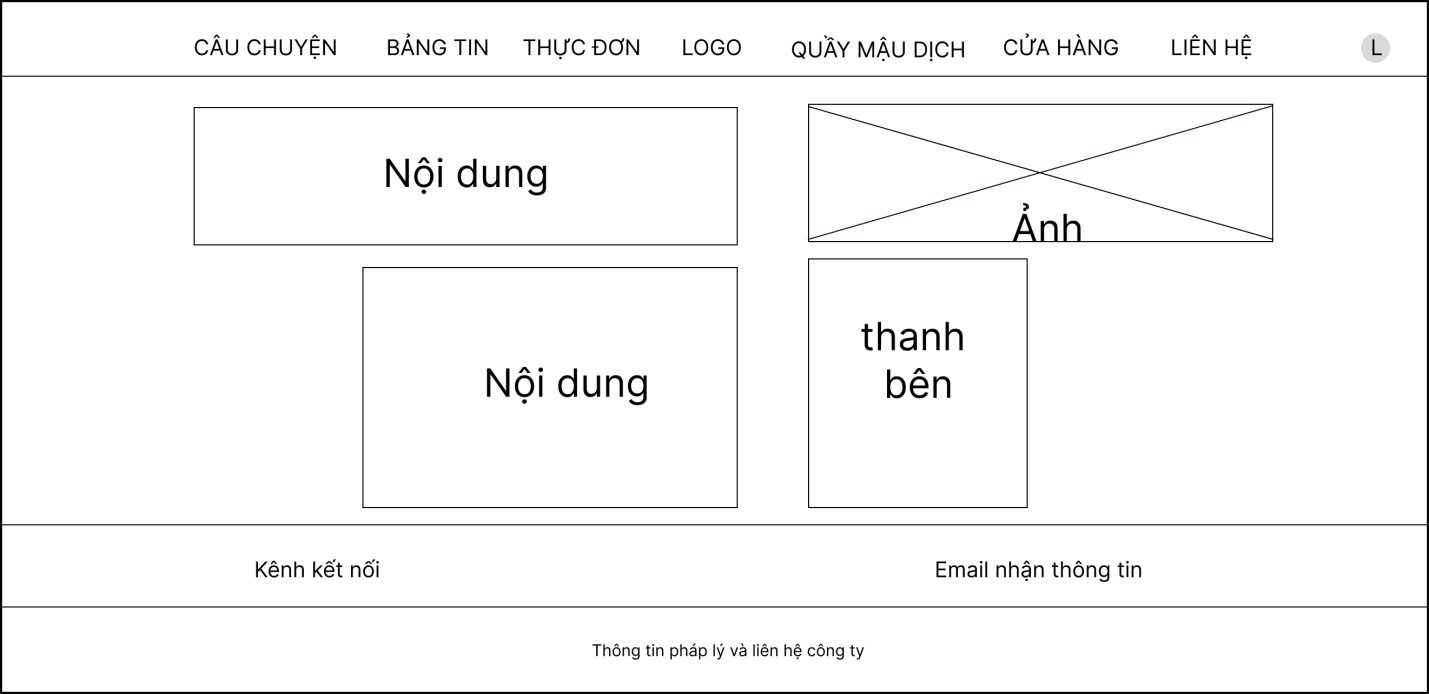 CÂU CHUYỆN BẢNG TIN THỰC ĐƠN LOGO QUẦY MẬU DỊCH CỬA HÀNG LIÊN HỆ L
Nội dung
Ảnh
Nội dung
thanh
bên
Kênh kết nối Email nhận thông tin
Thông tin pháp lý và liên hệ công ty